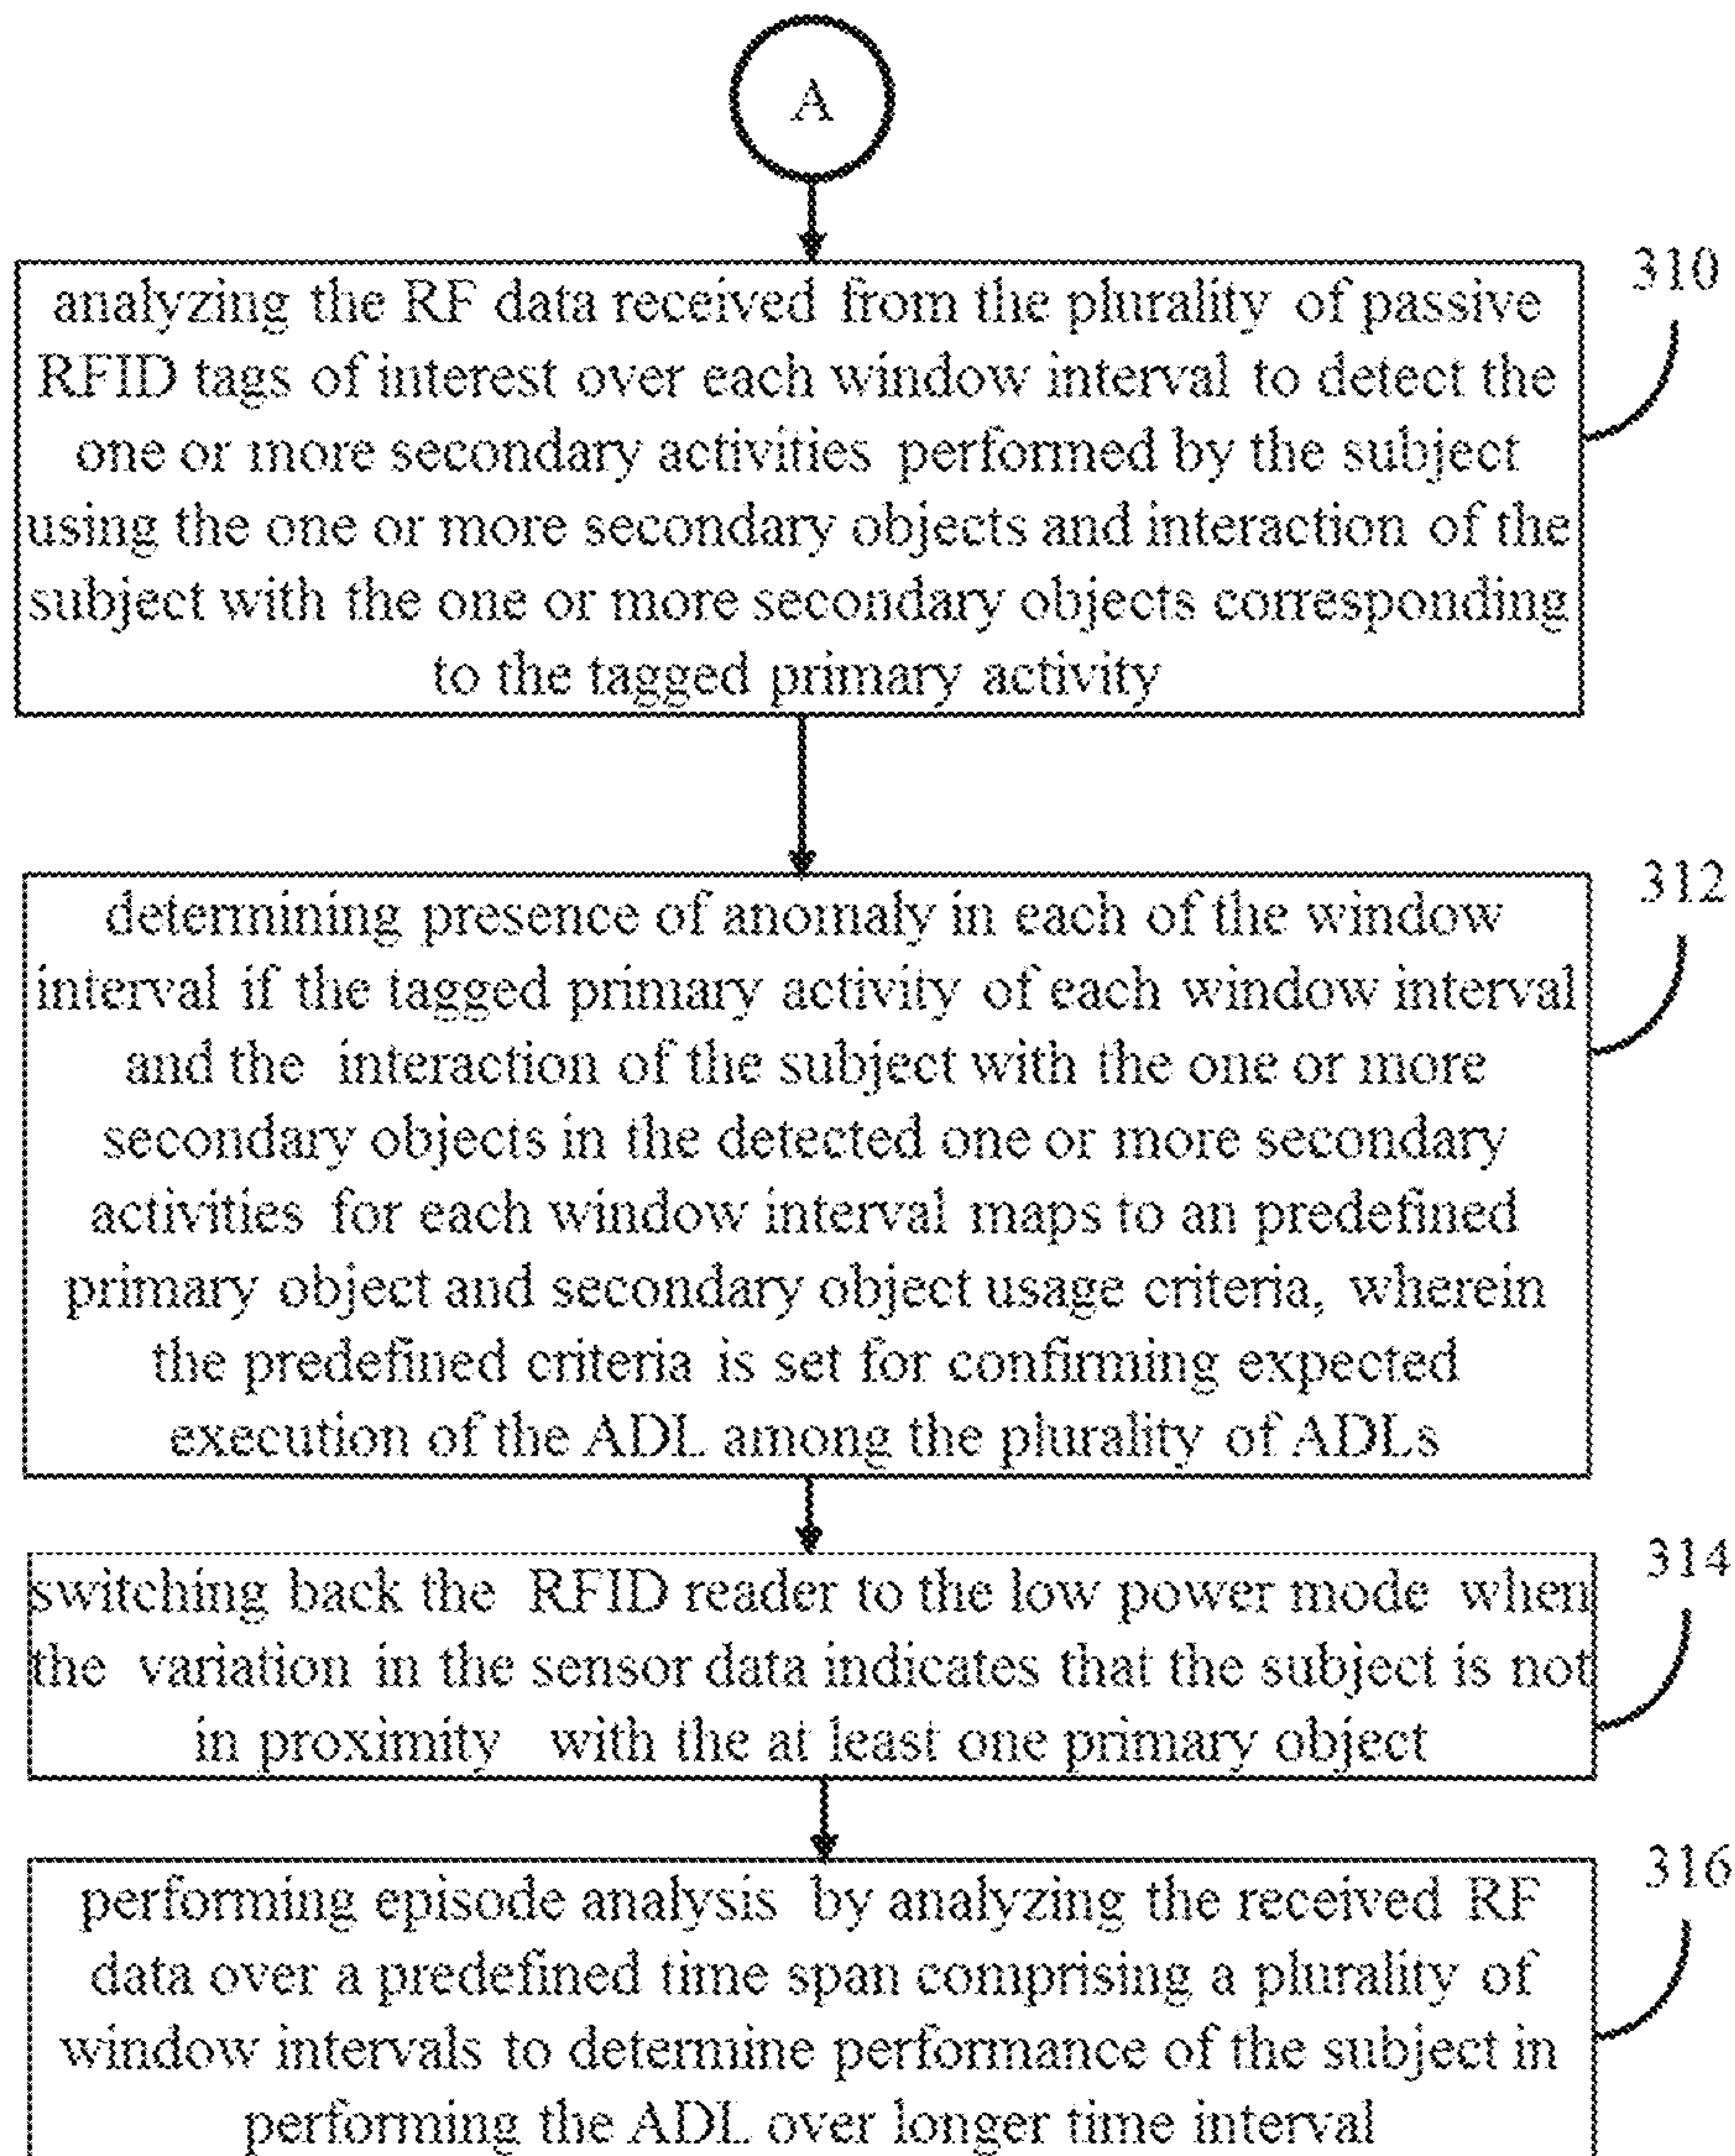 A
310
analyzing the RF data received from the plurality of passive
RFID tags of interest over each window interval to detect the
one or more secondary activities performed by the subject
using the one or more secondary objects and interaction of the
subject with the one or more secondary objects corresponding
to the tagged primary activity
312
determining presence of anomaly in each of the window
interval if the tagged primary activity of each window interval
and the interaction of the subject with the one or more
secondary objects in the detected one or more secondary
activities for each window interval maps to an predefined
primary object and secondary object usage criteria, wherein
the predefined criteria is set for confirming expected
execution of the ADL among the plurality of ADLs
314
switching back the RFID reader to the low power mode when
the variation in the sensor data indicates that the subject is not
in proximity with the at least one primary object
316
performing episode analysis by analyzing the received RF
data over a predefined time span comprising a plurality of
window intervals to determine performance of the subject in
performing the ADL over longer time interval